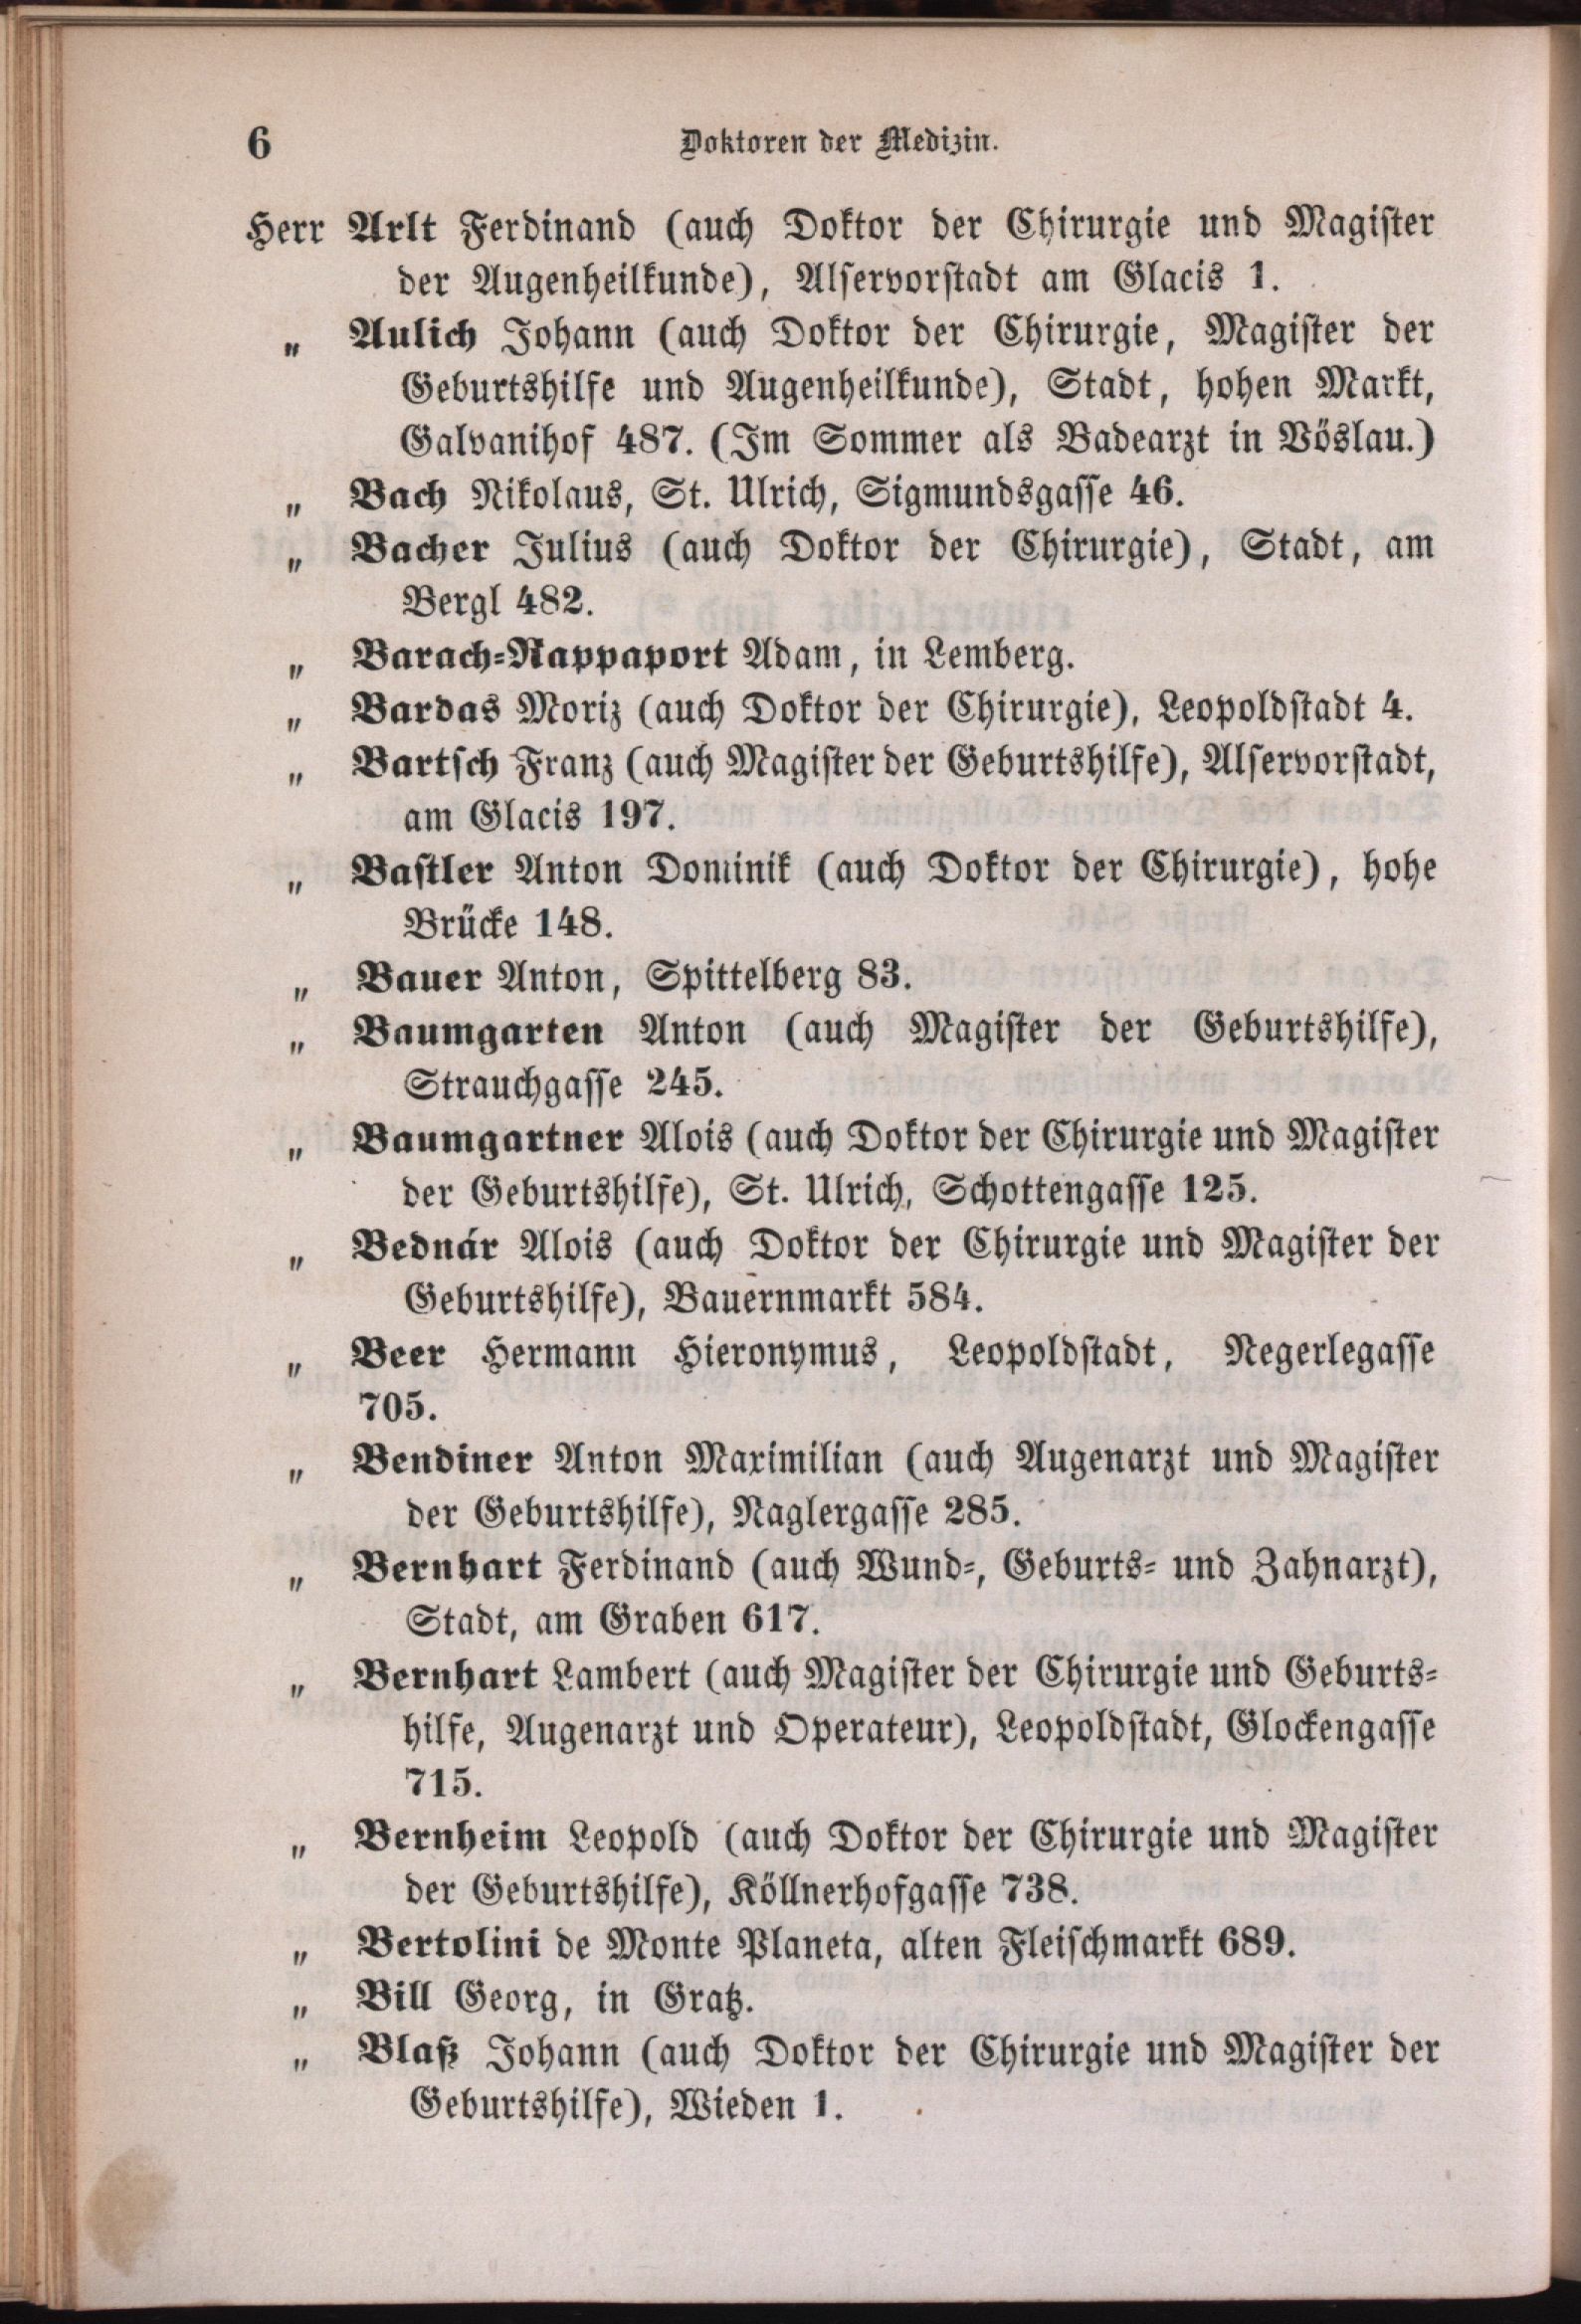 6 Doktoren der Medizin.
Herr Arlt Ferdinand (auch Doktor der Chirurgie und Magister
der Augenheilkunde), Alservorstadt am Glacis 1.
„ Aulich Johann (auch Doktor der Chirurgie, Magister der
Geburtshilfe und Augenheilkunde), Stadt, hohen Markt,
Galvanihof 487. (Im Sommer als Badearzt in Vöslau.)
„ Bach Nikolaus, St. Ulrich, Sigmundsgasse 46.
„ Bacher Julius (auch Doktor der Chirurgie), Stadt, am
Bergl 482.
„ Barach-Rappaport Adam, in Lemberg.
„ Bardas Moriz (auch Doktor der Chirurgie), Leopoldstadt 4.
„ Bartsch Franz (auch Magister der Geburtshilfe), Alservorstadt,
am Glacis 197.
„ Bastler Anton Dominik (auch Doktor der Chirurgie), hohe
Brücke 148.
„ Bauer Anton, Spittelberg 83.
„ Baumgarten Anton (auch Magister der Geburtshilfe),
Strauchgasse 245.
„ Baumgartner Alois (auch Doktor der Chirurgie und Magister
der Geburtshilfe), St. Ulrich, Schottengasse 125.
„ Bednár Alois (auch Doktor der Chirurgie und Magister der
Geburtshilfe), Bauernmarkt 584.
„ Beer Hermann Hieronymus, Leopoldstadt, Negerlegasse
705.
„ Bendiner Anton Maximilian (auch Augenarzt und Magister
der Geburtshilfe), Naglergasse 285.
„ Bernhart Ferdinand (auch Wund-, Geburts- und Zahnarzt),
Stadt, am Graben 617.
„ Bernhart Lambert (auch Magister der Chirurgie und Geburts-
hilfe, Augenarzt und Operateur), Leopoldstadt, Glockengasse
715.
„ Bernheim Leopold (auch Doktor der Chirurgie und Magister
der Geburtshilfe), Köllnerhofgasse 738.
„ Bertolini de Monte Planeta, alten Fleischmarkt 689.
„ Bill Georg, in Gratz.
„ Blaß Johann (auch Doktor der Chirurgie und Magister der
Geburtshilfe), Wieden 1.